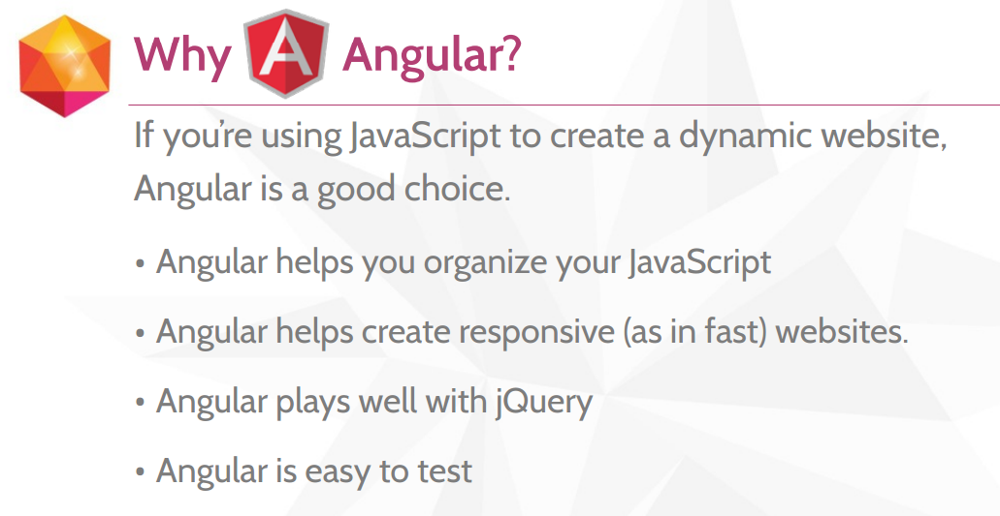 Why A Angular?
If you’re using JavaScript to create a dynamic website,
Angular is a good choice.
• Angular helps you organize your JavaScript
• Angular helps create responsive (as in fast) websites.
• Angular plays well with jQuery
• Angular is easy to test